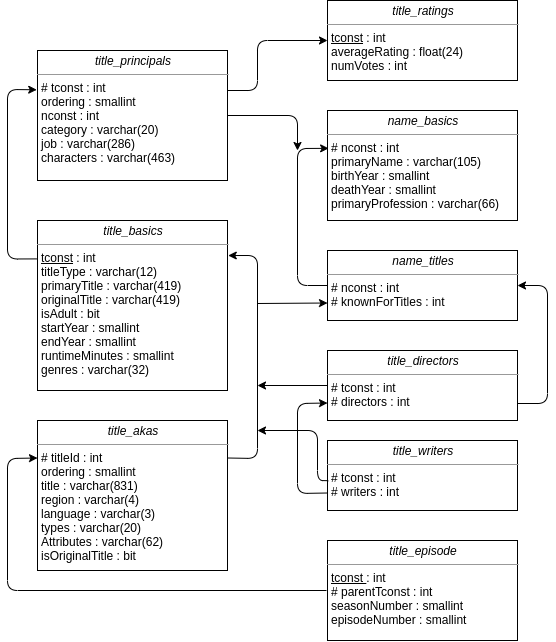 title_principals
# tconst : int
ordering : smallint
nconst : int
category : varchar(20)
job : varchar(286)
characters : varchar(463)
title_basics
tconst : int
titleType : varchar(12)
primaryTitle : varchar(419)
originalTitle : varchar(419)
isAdult : bit
startYear : smallint
endYear : smallint
runtimeMinutes : smallint
genres : varchar(32)
title_akas
# titleId : int
ordering : smallint
title : varchar(831)
region : varchar(4)
language : varchar(3)
types : varchar(20)
Attributes : varchar(62)
isOriginalTitle : bit
title_ratings
tconst : int
averageRating : float(24)
numVotes : int
name_basics
# nconst : int
primaryName : varchar(105)
birthYear : smallint
deathYear : smallint
primaryProfession : varchar(66)
name_titles
# nconst : int
# knownForTitles : int
title_directors
# tconst : int
# directors : int
title_writers
# tconst : int
# writers : int
title_episode
tconst : int
# parentTconst : int
seasonNumber : smallint
episodeNumber : smallint